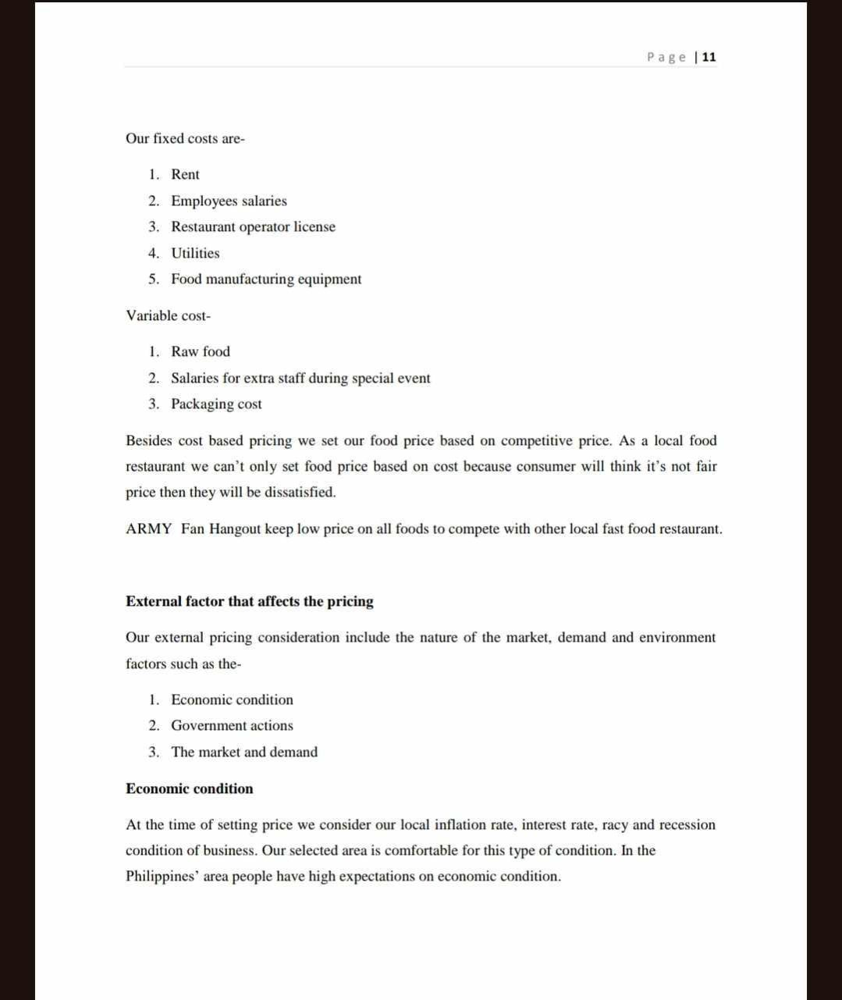 Page | 11
Our fixed costs are-
1. Rent
2. Employees salaries
3. Restaurant operator license
4. Utilities
5. Food manufacturing equipment
Variable cost-
1. Raw food
2. Salaries for extra staff during special event
3. Packaging cost
Besides cost based pricing we set our food price based on competitive price. As a local food
restaurant we can’t only set food price based on cost because consumer will think it’s not fair
price then they will be dissatisfied.
ARMY Fan Hangout keep low price on all foods to compete with other local fast food restaurant.
External factor that affects the pricing
Our external pricing consideration include the nature of the market, demand and environment
factors such as the-
1. Economic condition
2. Government actions
3. The market and demand
Economic condition
At the time of setting price we consider our local inflation rate, interest rate, racy and recession
condition of business. Our selected area is comfortable for this type of condition. In the
Philippines’ area people have high expectations on economic condition.